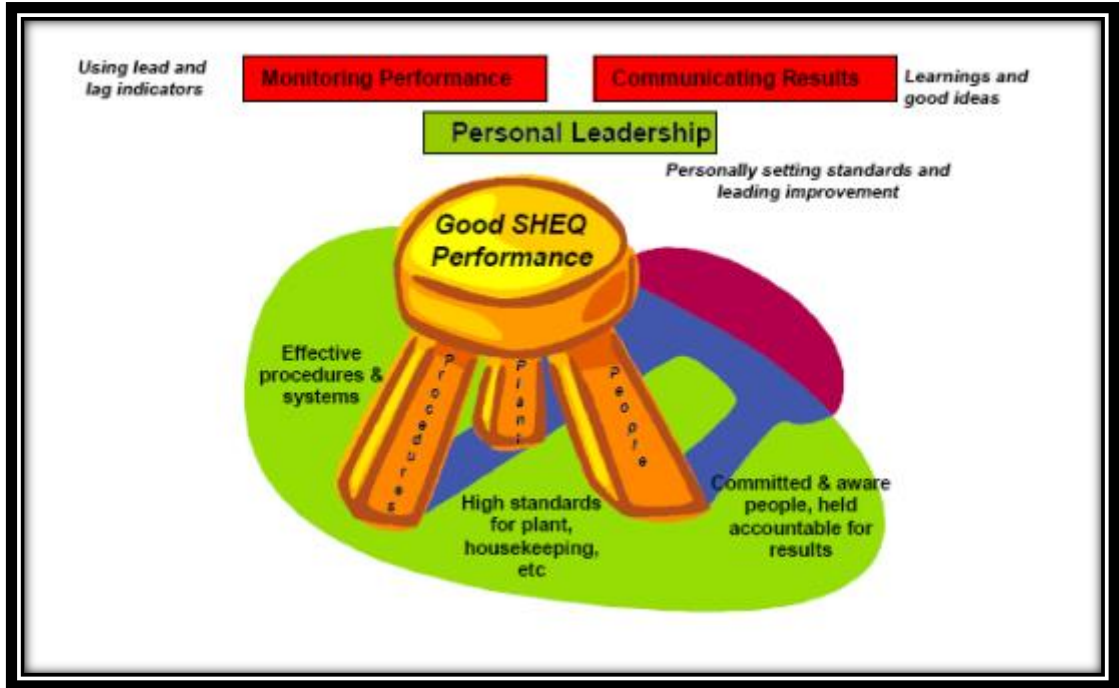 Using lead and
lag indicators
Monitoring Performance
Communicating Results
Learnings and
good ideas
Personal Leadership
Personally setting standards and
leading improvement
Good SHEQ
Performance
Effective
procedures &
systems
Procedures
Plant
People
High standards
for plant,
housekeeping,
etc
Committed & aware
people, held
accountable for
results